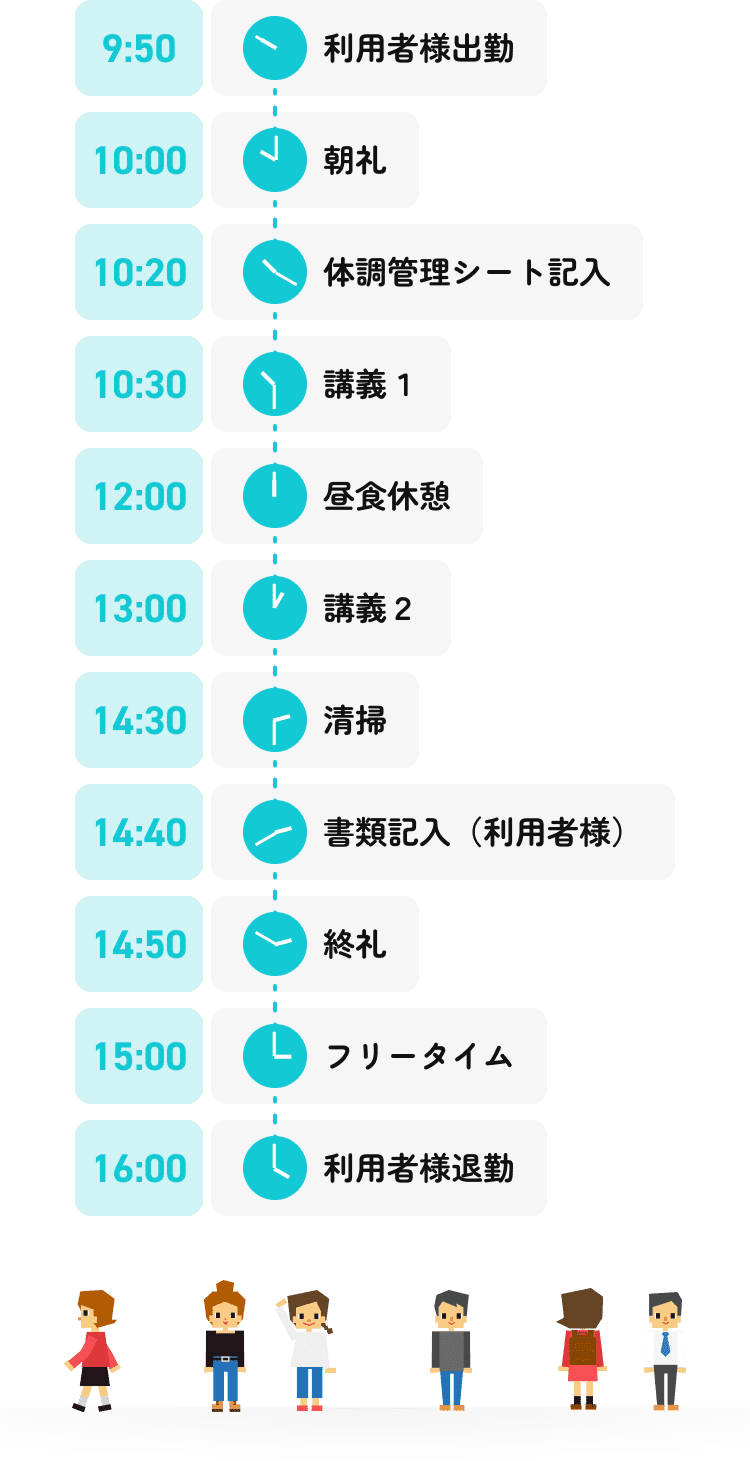 9:50 利用者様出勤
10:00 朝礼
10:20 体調管理シート記入
10:30 講義 1
12:00 昼食休憩
13:00 講義 2
14:30 清掃
14:40 書類記入（利用者様）
14:50 終礼
15:00 フリータイム
16:00 利用者様退勤